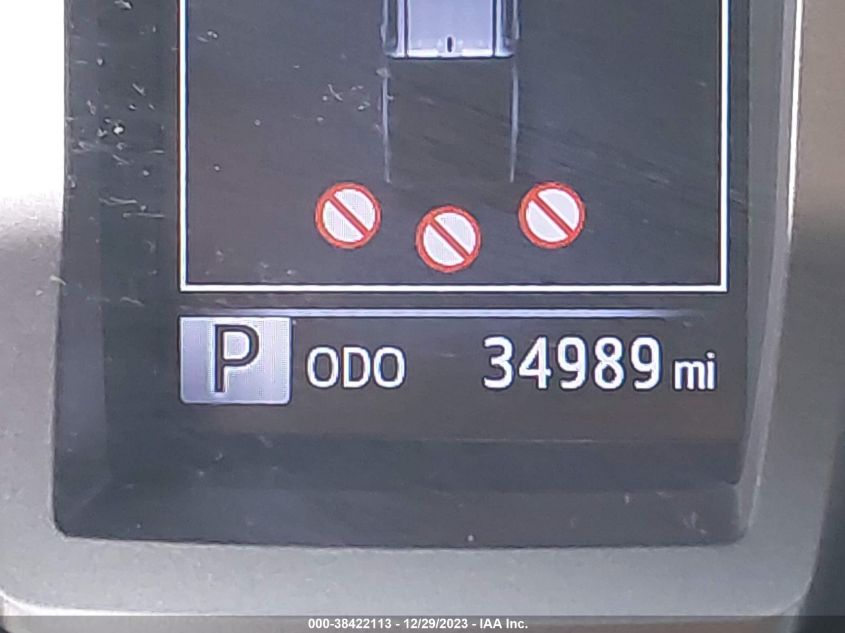 P ODO 34989 mi
000-38422113 - 12/29/2023 - IAA Inc.